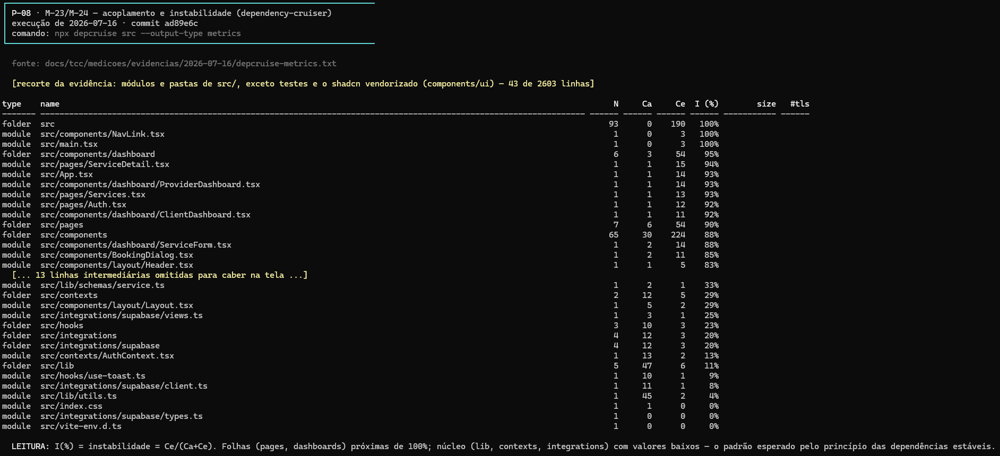 P-08 · M-23/M-24 — acoplamento e instabilidade (dependency-cruiser)
execução de 2026-07-16 · commit ad89e6c
comando: npx depcruise src --output-type metrics
fonte: docs/tcc/medicoes/evidencias/2026-07-16/depcruise-metrics.txt
[recorte da evidência: módulos e pastas de src/, exceto testes e o shadcn vendorizado (components/ui) — 43 de 2603 linhas]
type name N Ca Ce I (%) size #tls
folder src 93 0 190 100%
module src/components/NavLink.tsx 1 0 3 100%
module src/main.tsx 1 0 3 100%
folder src/components/dashboard 6 3 54 95%
module src/pages/ServiceDetail.tsx 1 1 15 94%
module src/App.tsx 1 1 14 93%
module src/components/dashboard/ProviderDashboard.tsx 1 1 14 93%
module src/pages/Services.tsx 1 1 13 93%
module src/pages/Auth.tsx 1 1 12 92%
module src/components/dashboard/ClientDashboard.tsx 1 1 11 92%
folder src/pages 7 6 54 90%
folder src/components 65 30 224 88%
module src/components/dashboard/ServiceForm.tsx 1 2 14 88%
module src/components/BookingDialog.tsx 1 2 11 85%
module src/components/layout/Header.tsx 1 1 5 83%
[... 13 linhas intermediárias omitidas para caber na tela ...]
module src/lib/schemas/service.ts 1 2 1 33%
folder src/contexts 2 12 5 29%
module src/components/layout/Layout.tsx 1 5 2 29%
module src/integrations/supabase/views.ts 1 3 1 25%
folder src/hooks 3 10 3 23%
folder src/integrations 4 12 3 20%
folder src/integrations/supabase 4 12 3 20%
module src/contexts/AuthContext.tsx 1 13 2 13%
folder src/lib 5 47 6 11%
module src/hooks/use-toast.ts 1 10 1 9%
module src/integrations/supabase/client.ts 1 11 1 8%
module src/lib/utils.ts 1 45 2 4%
module src/index.css 1 1 0 0%
module src/integrations/supabase/types.ts 1 0 0 0%
module src/vite-env.d.ts 1 0 0 0%
LEITURA: I(%) = instabilidade = Ce/(Ca+Ce). Folhas (pages, dashboards) próximas de 100%; núcleo (lib, contexts, integrations) com valores baixos — o padrão esperado pelo princípio das dependências estáveis.